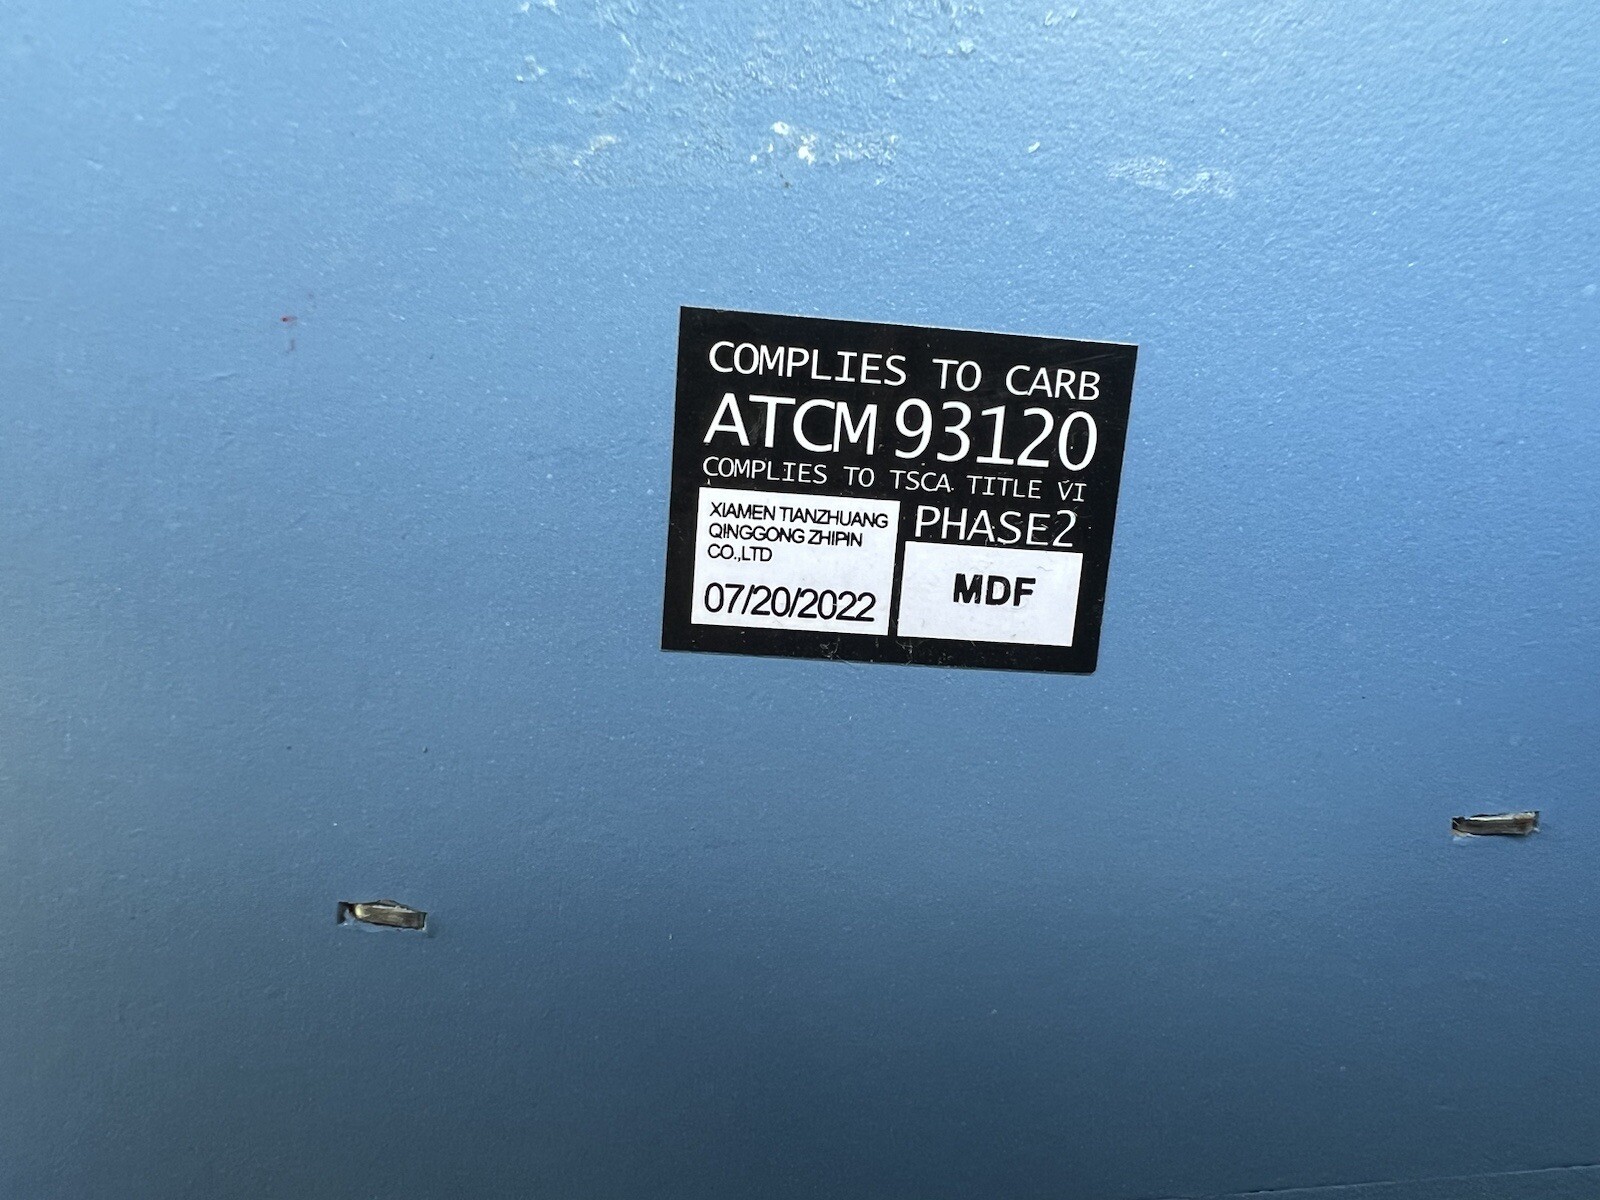 COMPLIES TO CARB
ATCM 93120
COMPLIES TO TSCA TITLE VI
XIAMEN TIANZHUANG
QINGGONG ZHIPIN
CO.,LTD
07/20/2022
PHASE2
MDF